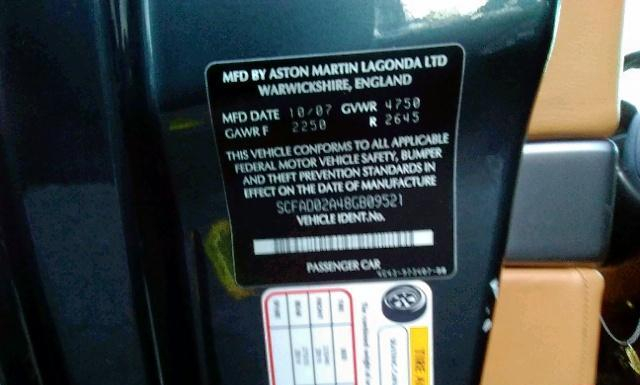 MFD BY ASTON MARTIN LAGONDA LTD
WARWICKSHIRE, ENGLAND
MFD DATE 10/07 GVWR 4750
GAWR F 2250 R 2645
THIS VEHICLE CONFORMS TO ALL APPLICABLE
FEDERAL MOTOR VEHICLE SAFETY, BUMPER
AND THEFT PREVENTION STANDARDS IN
EFFECT ON THE DATE OF MANUFACTURE
SCFAD02A48GB09521
VEHICLE IDENT.No.
PASSENGER CAR
TIRE